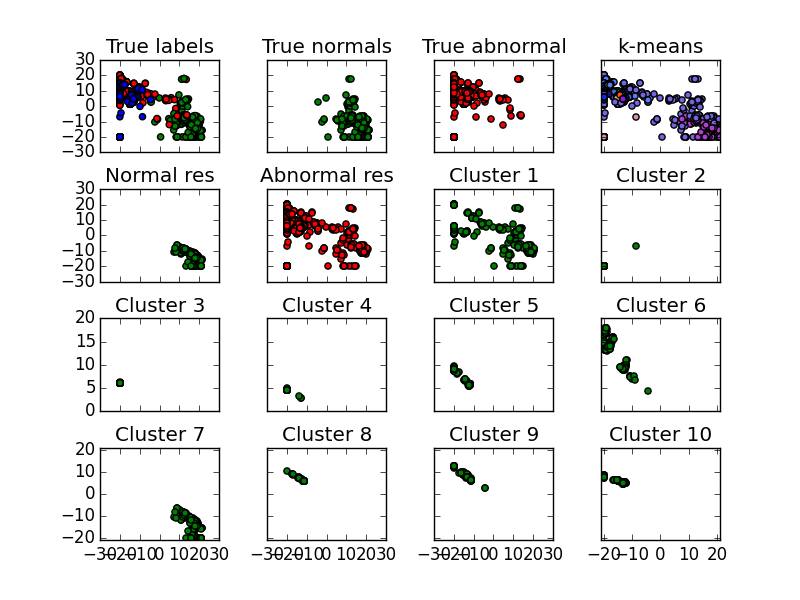 True labels
True normals
True abnormal
k-means
30
20
10
0
−10
−20
−30
Normal res
Abnormal res
Cluster 1
Cluster 2
30
20
10
0
−10
−20
−30
Cluster 3
Cluster 4
Cluster 5
Cluster 6
20
15
10
5
0
Cluster 7
Cluster 8
Cluster 9
Cluster 10
20
10
0
−10
−20
−30−20−10 0 10 20 30
−30−20−10 0 10 20 30
−30−20−10 0 10 20 30
−20 −10 0 10 20